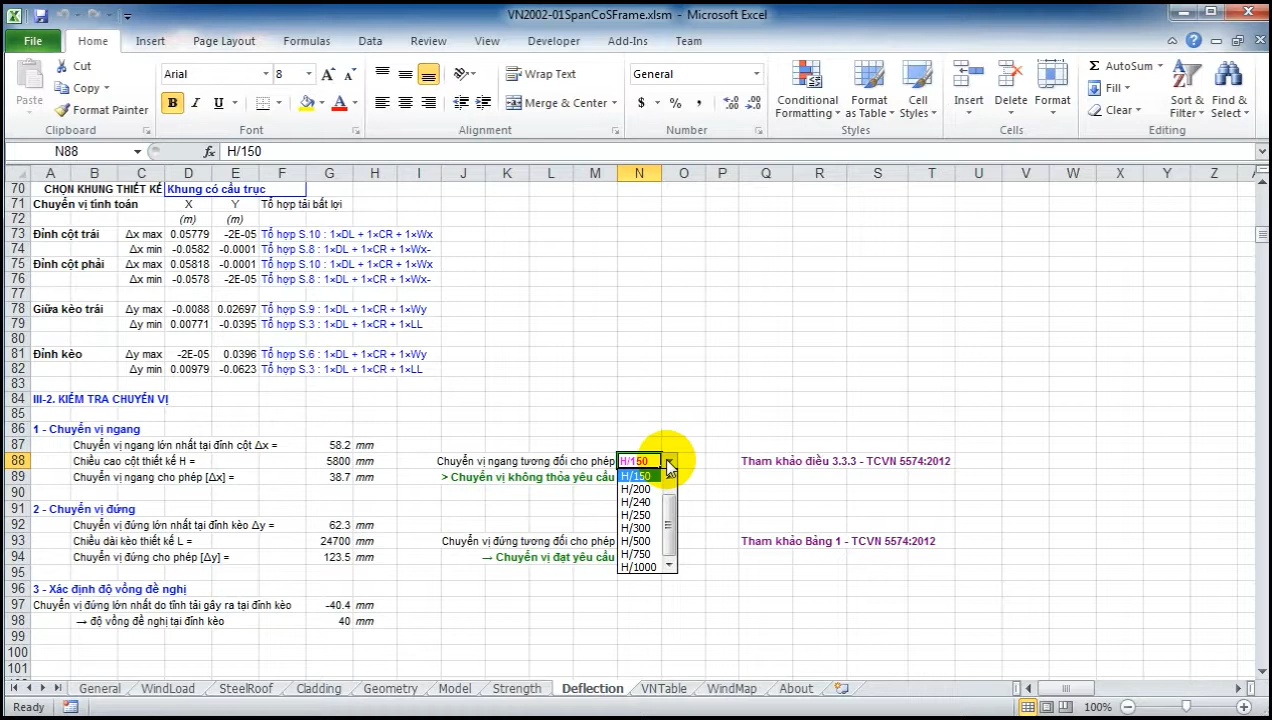 VN2002-01SpanCoSFrame.xlsm - Microsoft Excel
File Home Insert Page Layout Formulas Data Review View Developer Add-Ins Team
Paste
Cut
Copy
Format Painter
Clipboard
Arial 8
B I U
Font
Wrap Text
Merge & Center
Alignment
General
$ % ,
Number
Conditional Formatting
Format as Table
Cell Styles
Styles
Insert Delete Format
Cells
AutoSum
Fill
Clear
Sort & Filter
Find & Select
Editing
N88 fx H/150
A B C D E F G H I J K L M N O P Q R S T U V W X Y Z
70 CHỌN KHUNG THIẾT KẾ Khung có cầu trục
71 Chuyển vị tính toán X Y Tổ hợp tải bất lợi
72 (m) (m)
73 Đỉnh cột trái Δx max 0.05779 -2E-05 Tổ hợp S.10 : 1×DL + 1×CR + 1×Wx
74 Δx min -0.0582 -0.0001 Tổ hợp S.8 : 1×DL + 1×CR + 1×Wx-
75 Đỉnh cột phải Δx max 0.05818 -0.0001 Tổ hợp S.10 : 1×DL + 1×CR + 1×Wx
76 Δx min -0.0578 -2E-05 Tổ hợp S.8 : 1×DL + 1×CR + 1×Wx-
77
78 Giữa kèo trái Δy max -0.0088 0.02697 Tổ hợp S.9 : 1×DL + 1×CR + 1×Wy
79 Δy min 0.00771 -0.0395 Tổ hợp S.3 : 1×DL + 1×CR + 1×LL
80
81 Đỉnh kèo Δy max -2E-05 0.0396 Tổ hợp S.6 : 1×DL + 1×CR + 1×Wy
82 Δy min 0.00979 -0.0623 Tổ hợp S.3 : 1×DL + 1×CR + 1×LL
83
84 III-2. KIỂM TRA CHUYỂN VỊ
85
86 1 - Chuyển vị ngang
87 Chuyển vị ngang lớn nhất tại đỉnh cột Δx = 58.2 mm
88 Chiều cao cột thiết kế H = 5800 mm Chuyển vị ngang tương đối cho phép H/150 Tham khảo điều 3.3.3 - TCVN 5574:2012
89 Chuyển vị ngang cho phép [Δx] = 38.7 mm > Chuyển vị không thỏa yêu cầu H/150
90 H/200
H/240
91 2 - Chuyển vị đứng H/250
92 Chuyển vị đứng lớn nhất tại đỉnh kèo Δy = 62.3 mm H/300
93 Chiều dài kèo thiết kế L = 24700 mm Chuyển vị đứng tương đối cho phép H/500 Tham khảo Bảng 1 - TCVN 5574:2012
94 Chuyển vị đứng cho phép [Δy] = 123.5 mm → Chuyển vị đạt yêu cầu H/750
95 H/1000
96 3 - Xác định độ vồng đề nghị
97 Chuyển vị đứng lớn nhất do tĩnh tải gây ra tại đỉnh kèo -40.4 mm
98 → độ vồng đề nghị tại đỉnh kèo 40 mm
99
100
101
General WindLoad SteelRoof Cladding Geometry Model Strength Deflection VNTable WindMap About
Ready 100%